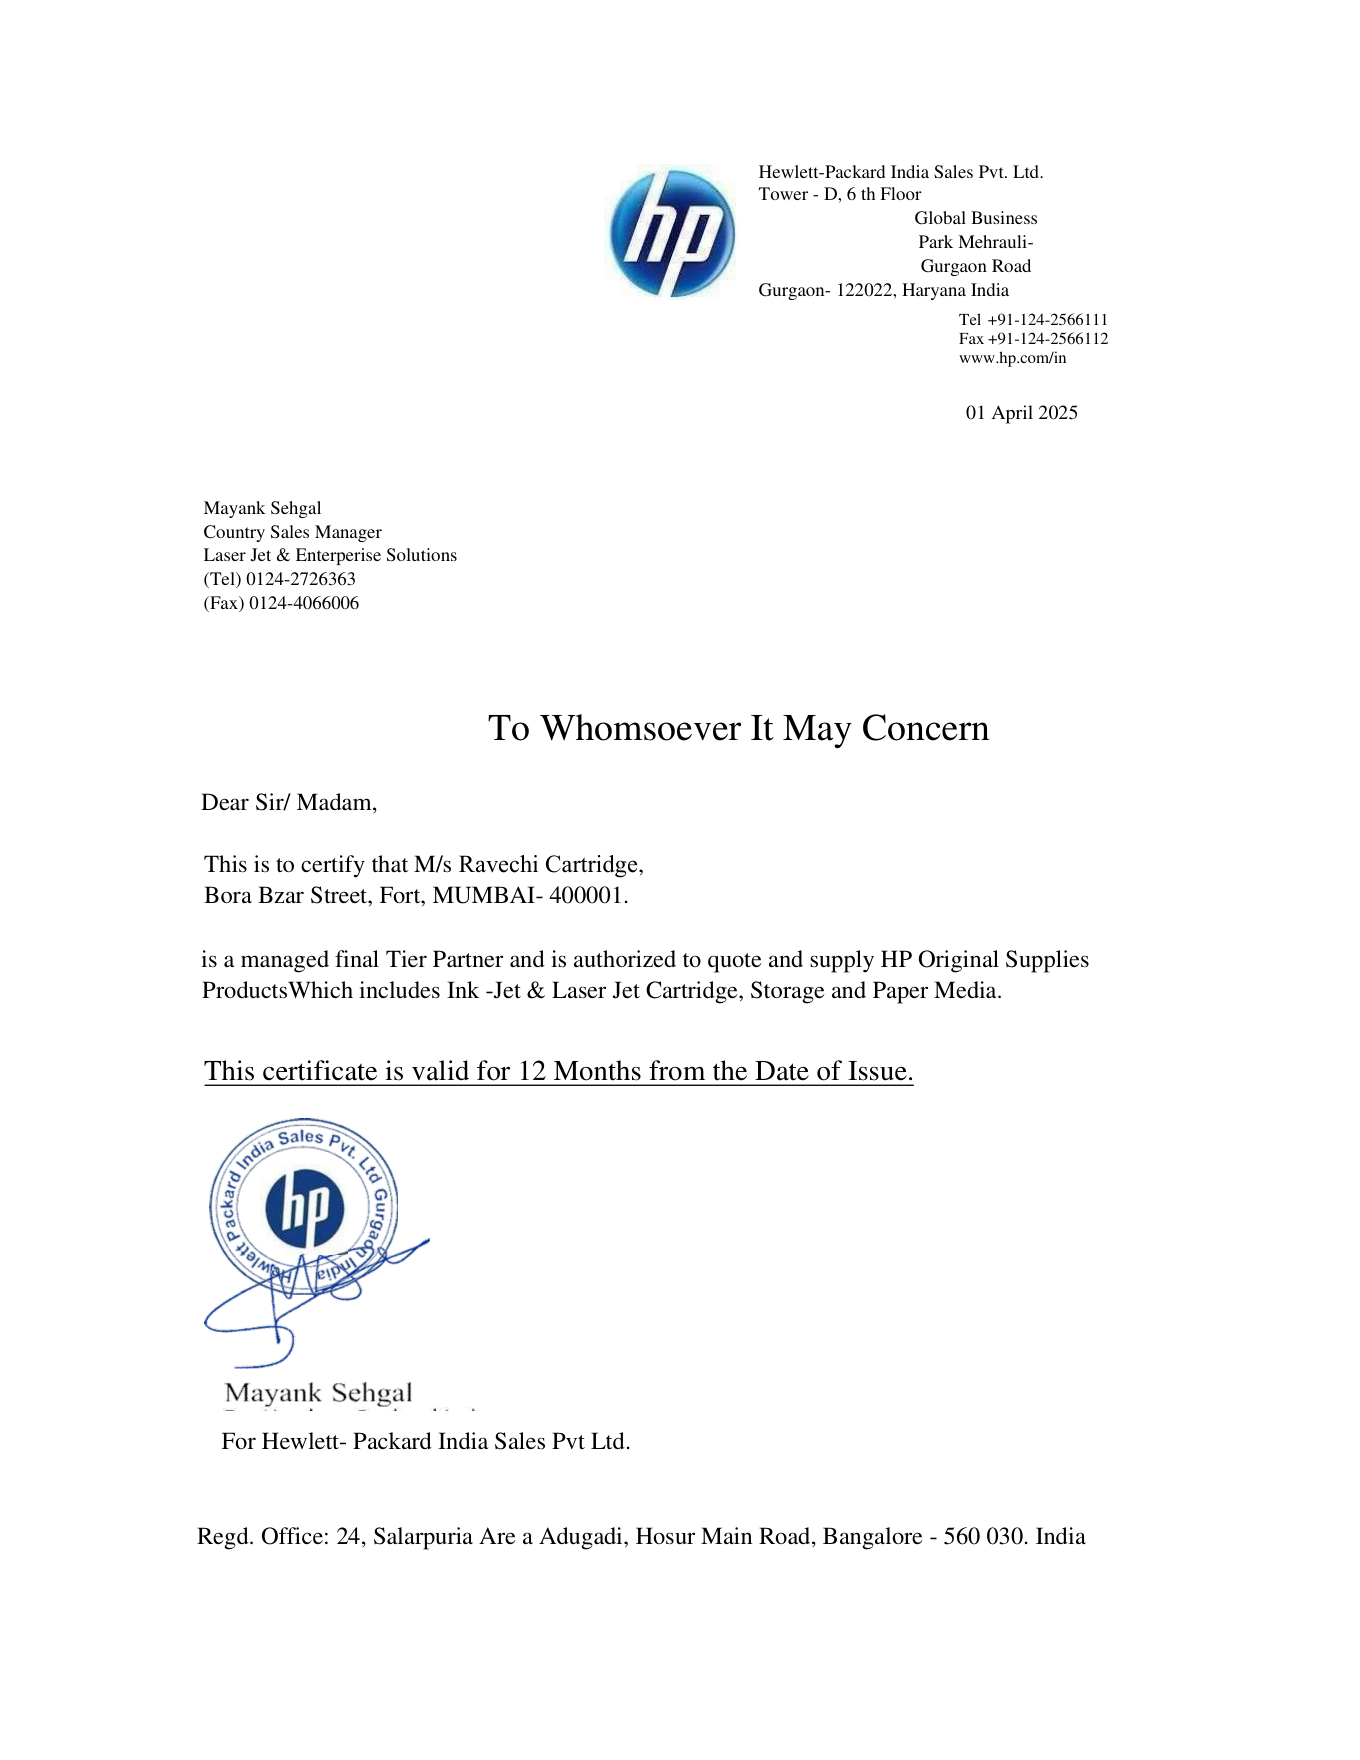 hp
Hewlett-Packard India Sales Pvt. Ltd.
Tower - D, 6 th Floor
Global Business
Park Mehrauli-
Gurgaon Road
Gurgaon- 122022, Haryana India
Tel +91-124-2566111
Fax +91-124-2566112
www.hp.com/in
01 April 2025
Mayank Sehgal
Country Sales Manager
Laser Jet & Enterperise Solutions
(Tel) 0124-2726363
(Fax) 0124-4066006
To Whomsoever It May Concern
Dear Sir/ Madam,
This is to certify that M/s Ravechi Cartridge,
Bora Bzar Street, Fort, MUMBAI- 400001.
is a managed final Tier Partner and is authorized to quote and supply HP Original Supplies
ProductsWhich includes Ink -Jet & Laser Jet Cartridge, Storage and Paper Media.
This certificate is valid for 12 Months from the Date of Issue.
Hewlett Packard India Sales Pvt. Ltd Gurgaon India
hp
Mayank Sehgal
For Hewlett- Packard India Sales Pvt Ltd.
Regd. Office: 24, Salarpuria Are a Adugadi, Hosur Main Road, Bangalore - 560 030. India